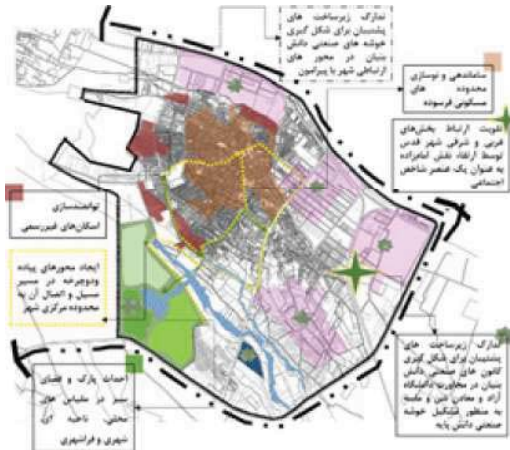 تدارک زیرساخت های
پشتیبان برای شکل گیری
خوشه های صنعتی دانش
بنیان در محور های
ارتباطی شهر با پیرامون
ساماندهی و نوسازی
محدوده های
مسکونی فرسوده
تقویت ارتباط بخش‌های
غربی و شرقی شهر قدس
توسط ارتقاء نقش امامزاده
به عنوان یک عنصر شاخص
اجتماعی
توانمندسازی
اسکان‌های غیررسمی
ایجاد محورهای پیاده
ودوچرخه در مسیر
مسیل و اتصال آن به
محدوده مرکزی شهر
احداث پارک و فضای
سبز در مقیاس های
محلی، ناحیه ای،
شهری و فراشهری
تدارک زیرساخت های
پشتیبان برای شکل گیری
کانون های صنعتی دانش
بنیان در مجاورت دانشگاه
آزاد و معادن شن و ماسه
به منظور تشکیل خوشه
صنعتی دانش پایه